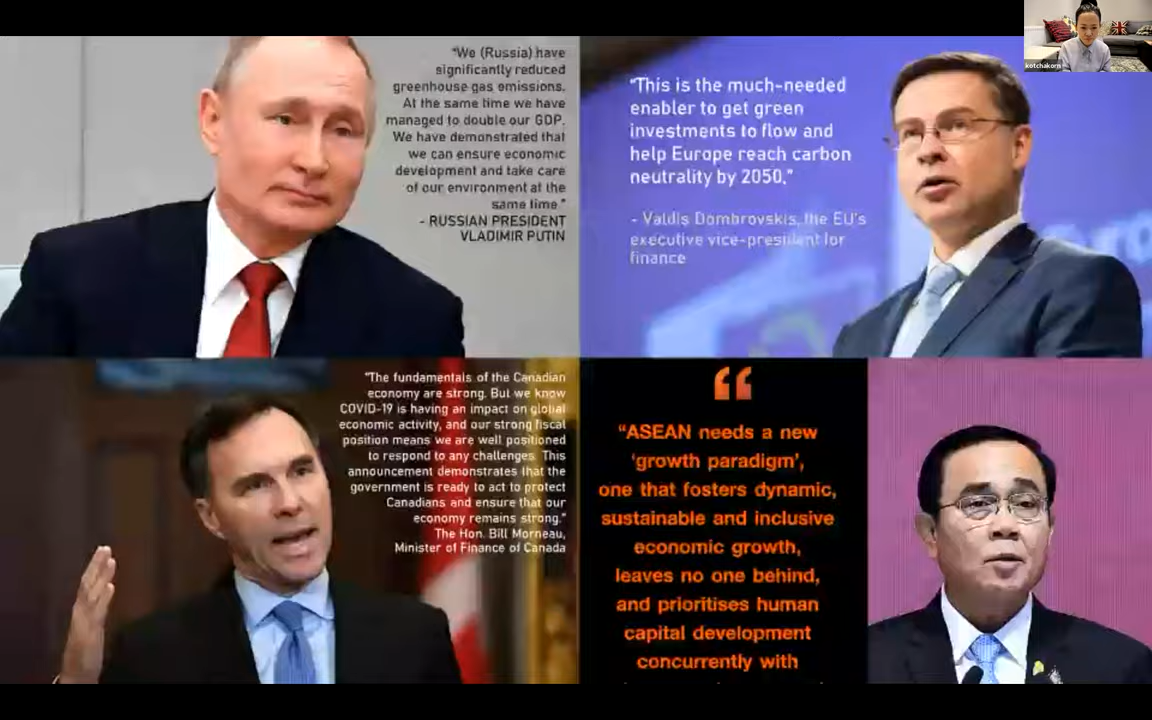 "We (Russia) have
significantly reduced
greenhouse gas emissions.
At the same time we have
managed to double our GDP.
We have demonstrated that
we can ensure economic
development and take care
of our environment at the
same time."
- RUSSIAN PRESIDENT
VLADIMIR PUTIN
"This is the much-needed
enabler to get green
investments to flow and
help Europe reach carbon
neutrality by 2050,"
- Valdis Dombrovskis, the EU's
executive vice-president for
finance
kotchakorn
"The fundamentals of the Canadian
economy are strong. But we know
COVID-19 is having an impact on global
economic activity, and our strong fiscal
position means we are well positioned
to respond to any challenges. This
announcement demonstrates that the
government is ready to act to protect
Canadians and ensure that our
economy remains strong."
The Hon. Bill Morneau,
Minister of Finance of Canada
“
“ASEAN needs a new
‘growth paradigm’,
one that fosters dynamic,
sustainable and inclusive
economic growth,
leaves no one behind,
and prioritises human
capital development
concurrently with